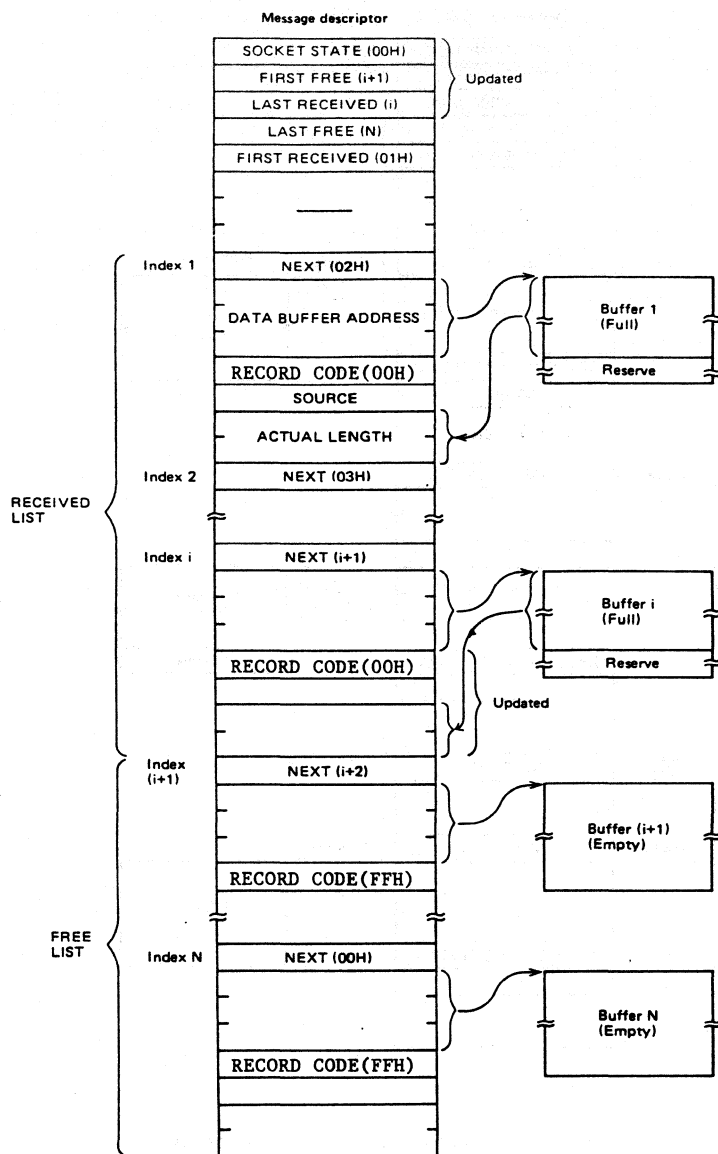 Message descriptor
SOCKET STATE (00H)
FIRST FREE (i+1)
LAST RECEIVED (i)
Updated
LAST FREE (N)
FIRST RECEIVED (01H)
Index 1
NEXT (02H)
DATA BUFFER ADDRESS
Buffer 1
(Full)
RECORD CODE(00H)
Reserve
SOURCE
ACTUAL LENGTH
Index 2
NEXT (03H)
RECEIVED
LIST
Index i
NEXT (i+1)
Buffer i
(Full)
RECORD CODE(00H)
Reserve
Updated
Index
(i+1)
NEXT (i+2)
Buffer (i+1)
(Empty)
RECORD CODE(FFH)
FREE
LIST
Index N
NEXT (00H)
Buffer N
(Empty)
RECORD CODE(FFH)